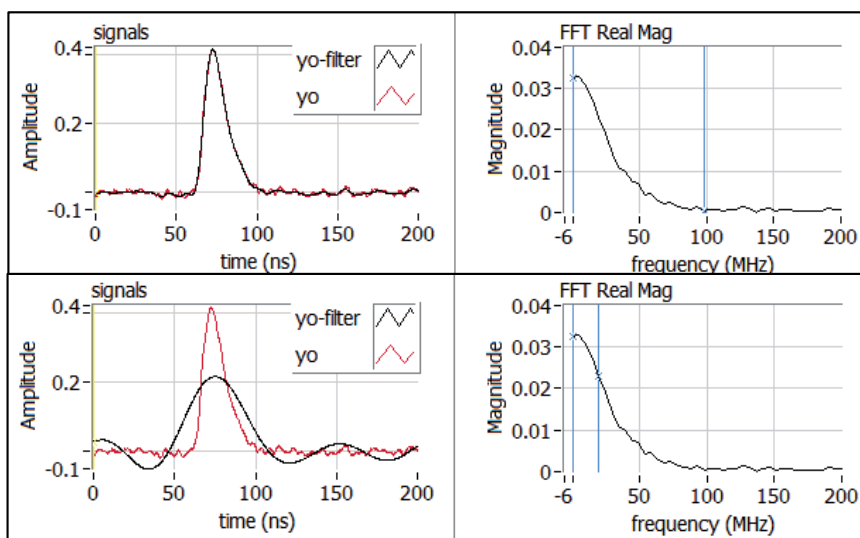 signals
yo-filter
yo
Amplitude
0.4
0.2
-0.1
0 50 100 150 200
time (ns)
FFT Real Mag
Magnitude
0.04
0.03
0.02
0.01
0
-6 50 100 150 200
frequency (MHz)
signals
yo-filter
yo
Amplitude
0.4
0.2
-0.1
0 50 100 150 200
time (ns)
FFT Real Mag
Magnitude
0.04
0.03
0.02
0.01
0
-6 50 100 150 200
frequency (MHz)